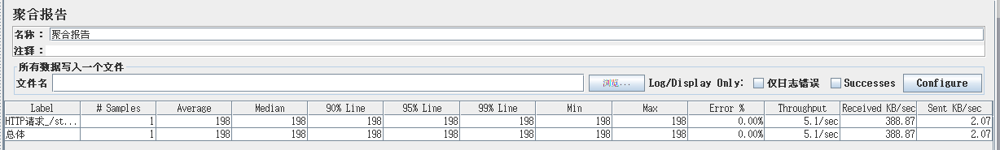 聚合报告
名称： 聚合报告
注释：
所有数据写入一个文件
文件名 浏览... Log/Display Only: 仅日志错误 Successes Configure
Label # Samples Average Median 90% Line 95% Line 99% Line Min Max Error % Throughput Received KB/sec Sent KB/sec
HTTP请求_/st... 1 198 198 198 198 198 198 198 0.00% 5.1/sec 388.87 2.07
总体 1 198 198 198 198 198 198 198 0.00% 5.1/sec 388.87 2.07